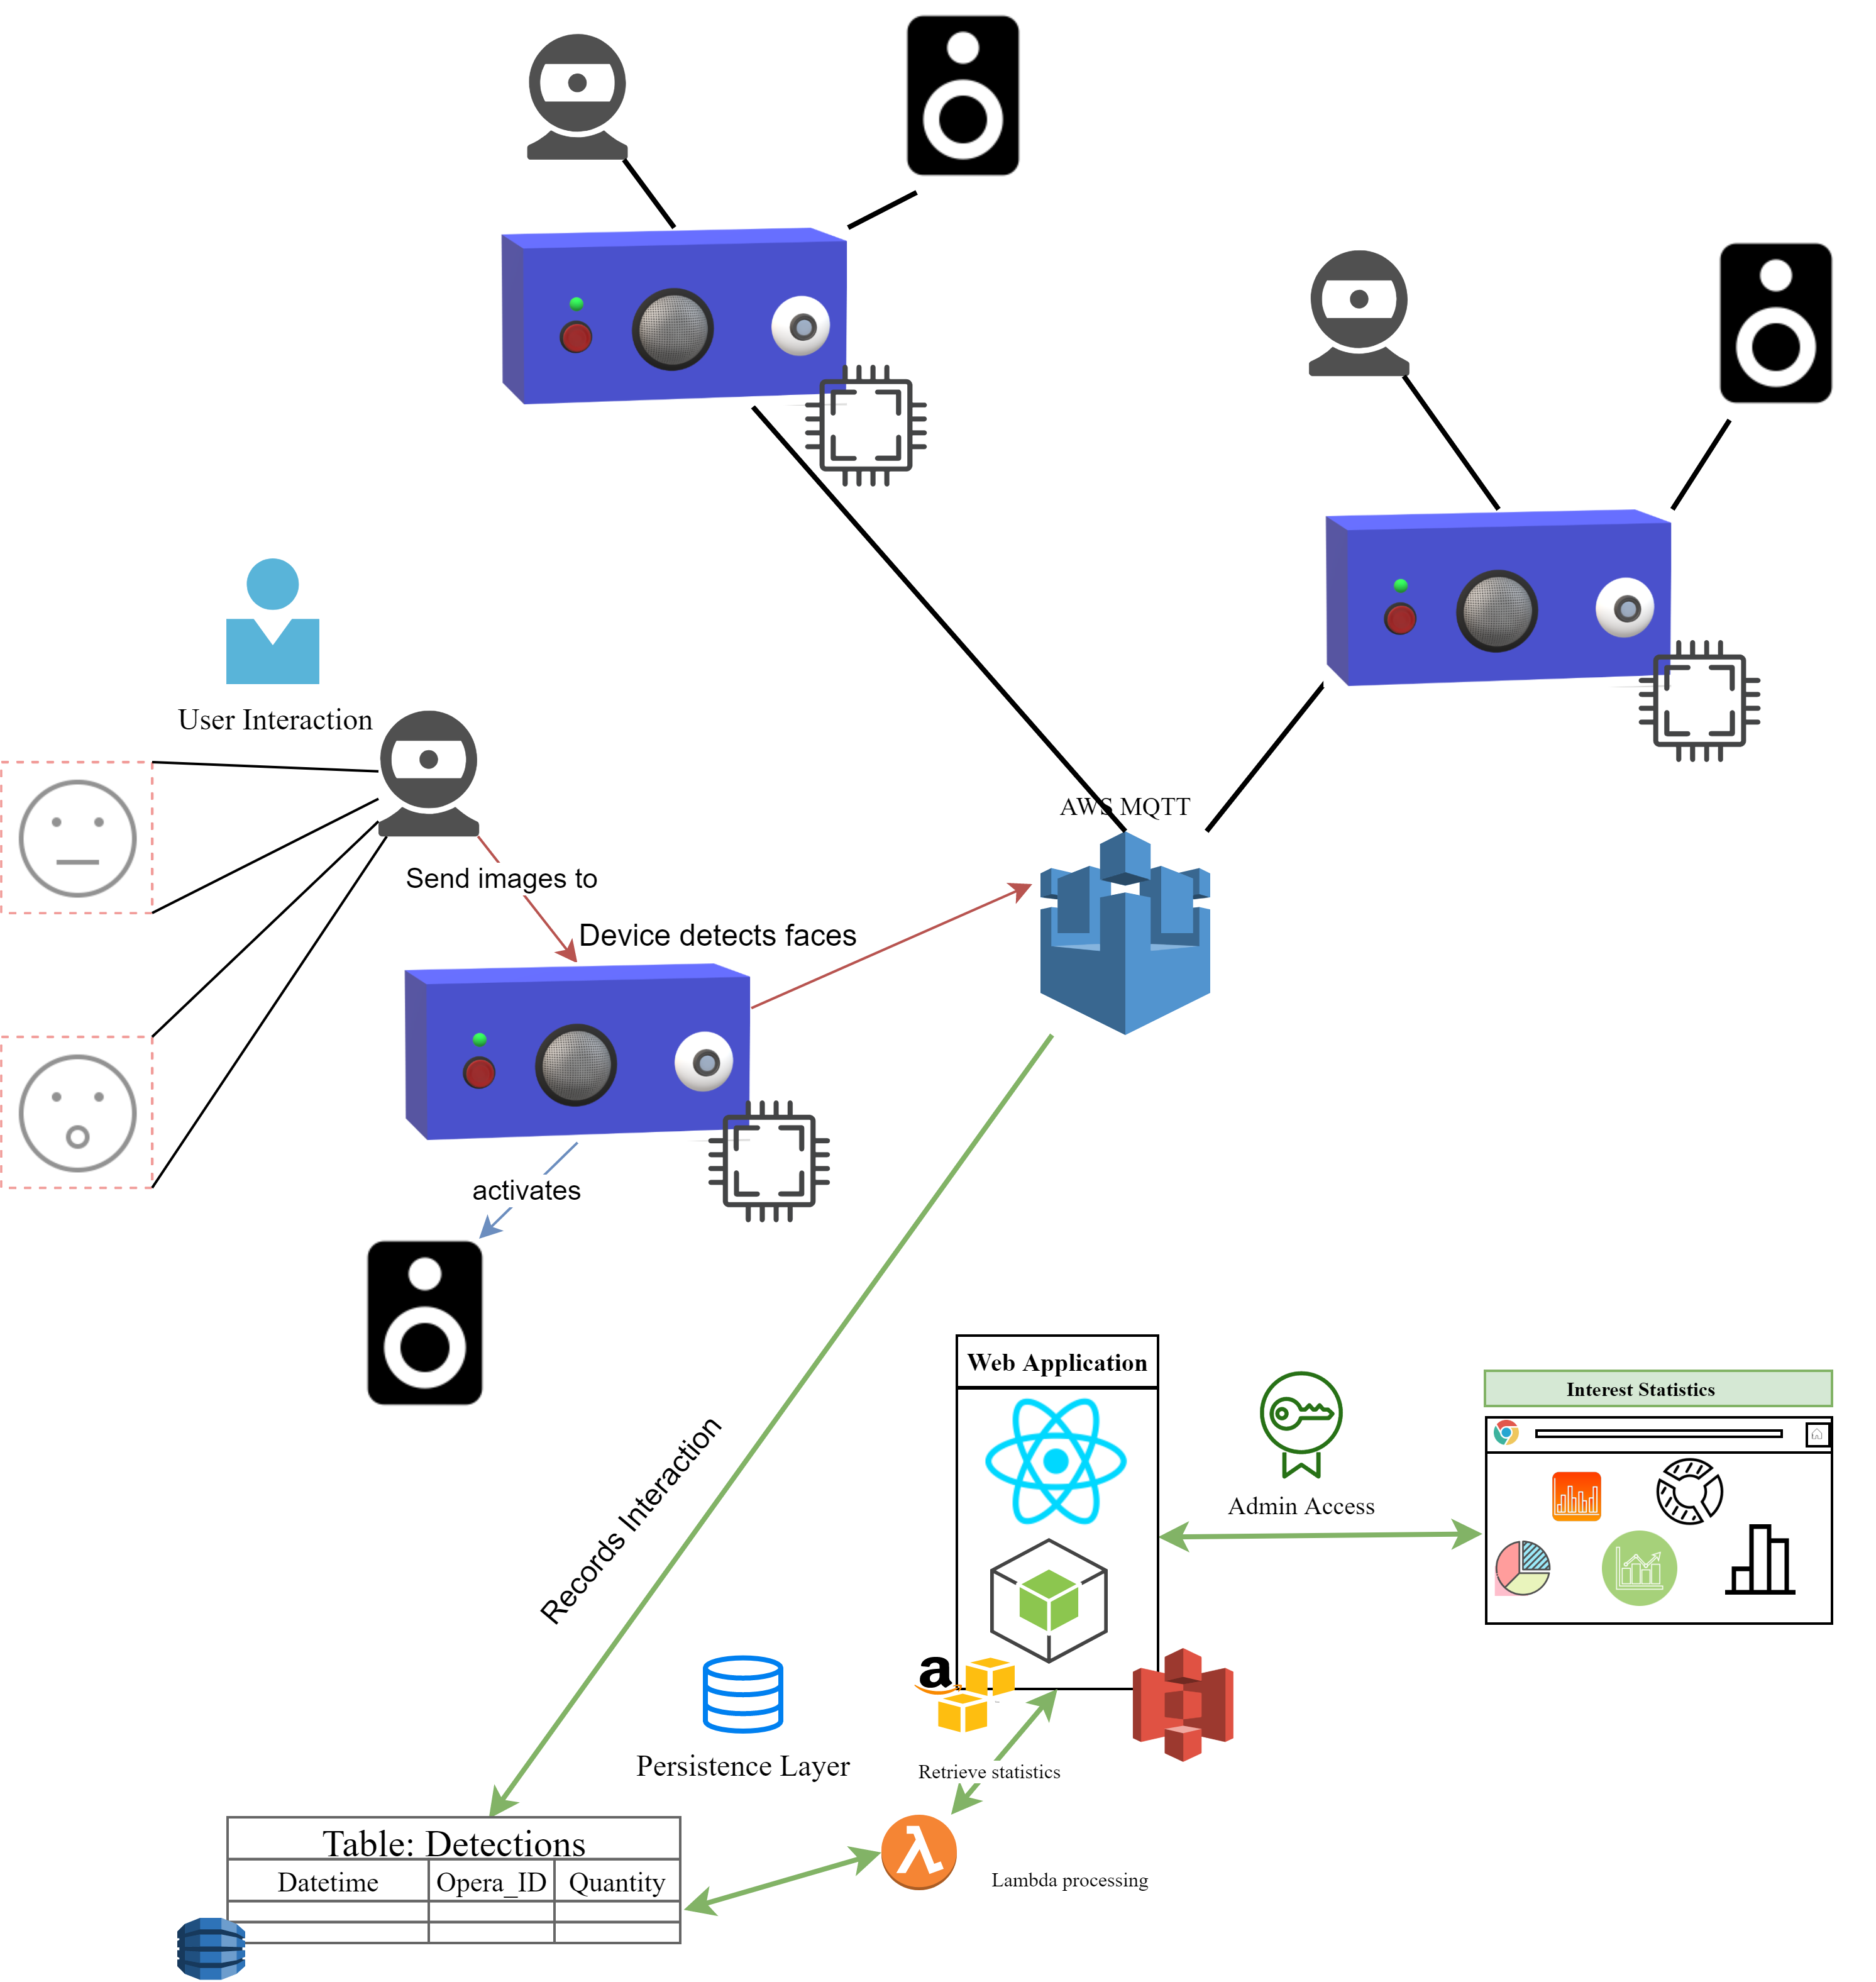 User Interaction
AWS MQTT
Send images to
Device detects faces
activates
Web Application
Interest Statistics
Records Interaction
Admin Access
a
Persistence Layer
Retrieve statistics
Table: Detections
Datetime Opera_ID Quantity
λ
Lambda processing